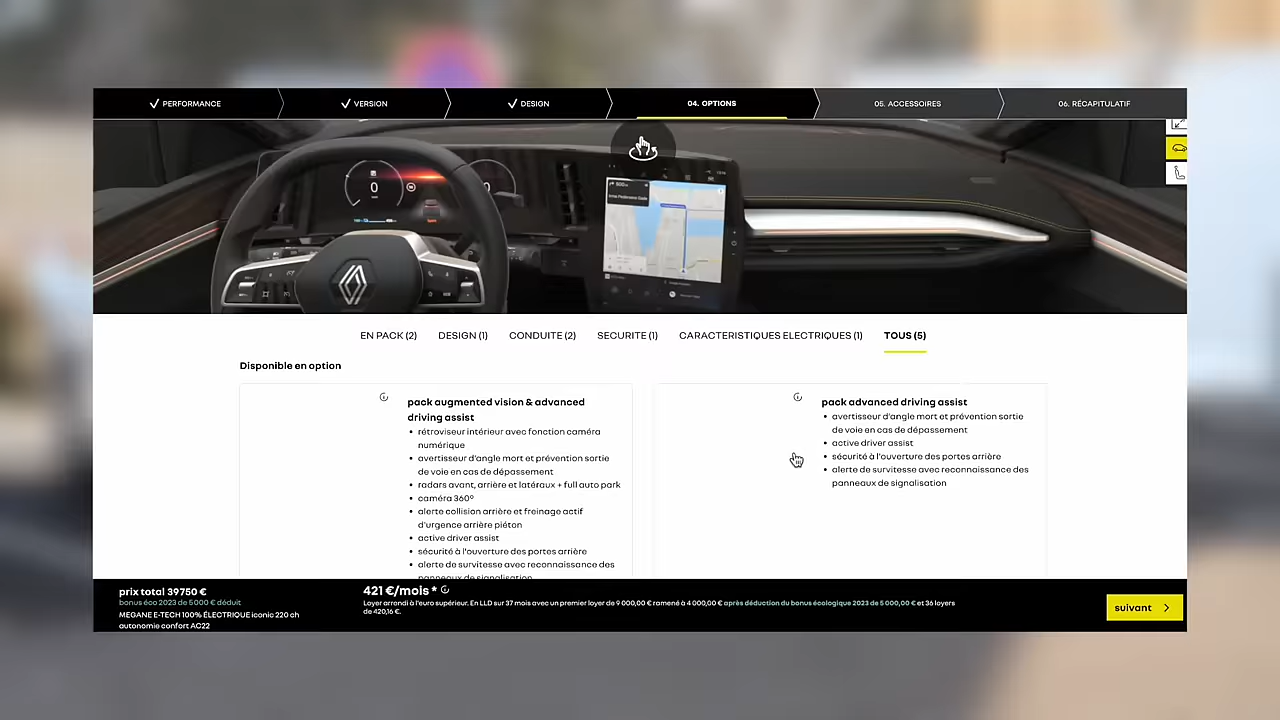 PERFORMANCE
VERSION
DESIGN
04. OPTIONS
05. ACCESSOIRES
06. RÉCAPITULATIF
0
EN PACK (2)
DESIGN (1)
CONDUITE (2)
SECURITE (1)
CARACTERISTIQUES ELECTRIQUES (1)
TOUS (5)
Disponible en option
pack augmented vision & advanced
driving assist
• rétroviseur intérieur avec fonction caméra
numérique
• avertisseur d'angle mort et prévention sortie
de voie en cas de dépassement
• radars avant, arrière et latéraux + full auto park
• caméra 360°
• alerte collision arrière et freinage actif
d'urgence arrière piéton
• active driver assist
• sécurité à l'ouverture des portes arrière
• alerte de survitesse avec reconnaissance des
panneaux de signalisation
pack advanced driving assist
• avertisseur d'angle mort et prévention sortie
de voie en cas de dépassement
• active driver assist
• sécurité à l'ouverture des portes arrière
• alerte de survitesse avec reconnaissance des
panneaux de signalisation
prix total 39750 €
bonus éco 2023 de 5000 € déduit
MEGANE E-TECH 100% ÉLECTRIQUE iconic 220 ch
autonomie confort AC22
421 €/mois *
Loyer arrondi à l'euro supérieur. En LLD sur 37 mois avec un premier loyer de 9 000,00 € ramené à 4 000,00 € après déduction du bonus écologique 2023 de 5 000,00 € et 36 loyers
de 420,16 €.
suivant